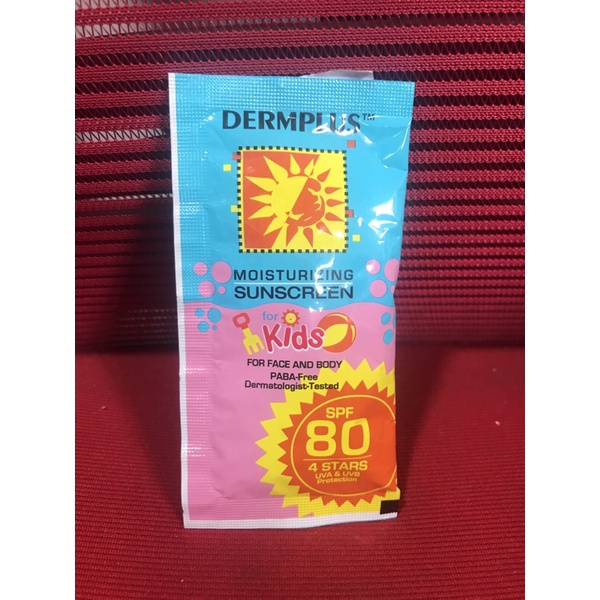 DERMPLUS™
MOISTURIZING
SUNSCREEN
for
Kids
FOR FACE AND BODY
PABA-Free
Dermatologist-Tested
SPF
80
4 STARS
UVA & UVB
Protection